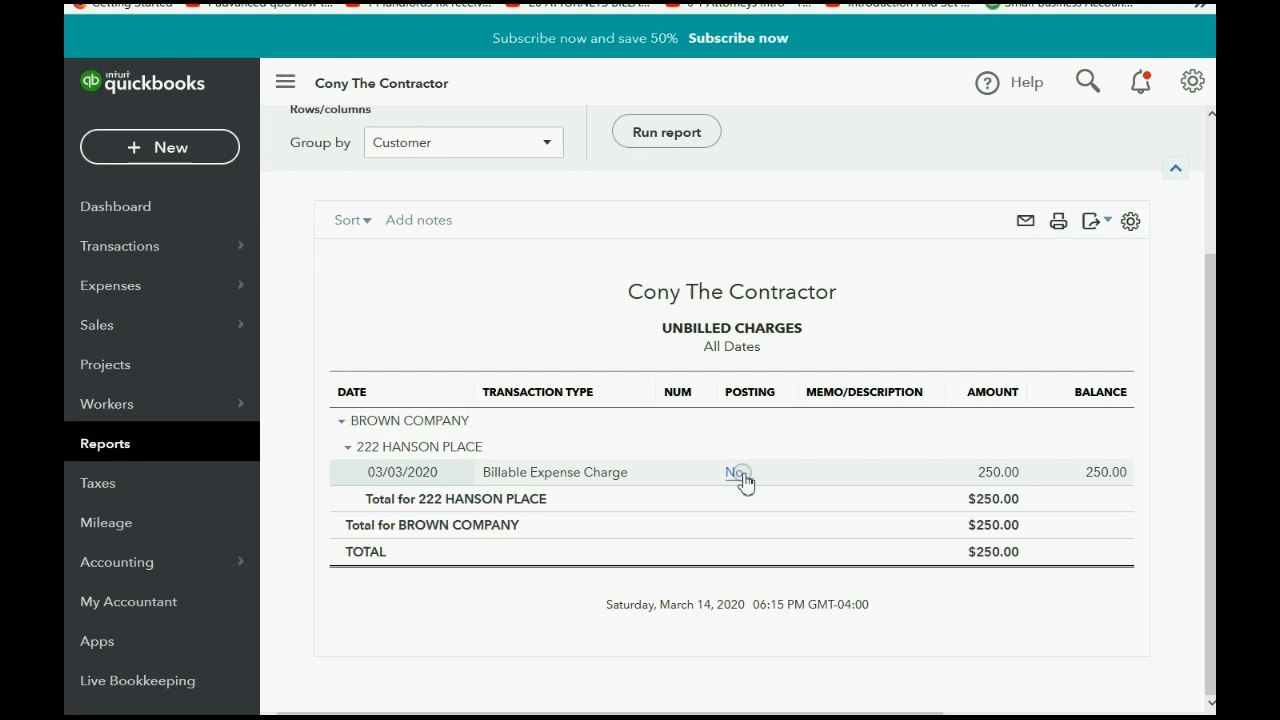 Getting Started
Subscribe now and save 50% Subscribe now
qb intuit quickbooks
Cony The Contractor
Help
Rows/columns
Group by Customer
Run report
+ New
Dashboard
Transactions
Expenses
Sales
Projects
Workers
Reports
Taxes
Mileage
Accounting
My Accountant
Apps
Live Bookkeeping
Sort Add notes
Cony The Contractor
UNBILLED CHARGES
All Dates
DATE TRANSACTION TYPE NUM POSTING MEMO/DESCRIPTION AMOUNT BALANCE
BROWN COMPANY
222 HANSON PLACE
03/03/2020 Billable Expense Charge No 250.00 250.00
Total for 222 HANSON PLACE $250.00
Total for BROWN COMPANY $250.00
TOTAL $250.00
Saturday, March 14, 2020 06:15 PM GMT-04:00